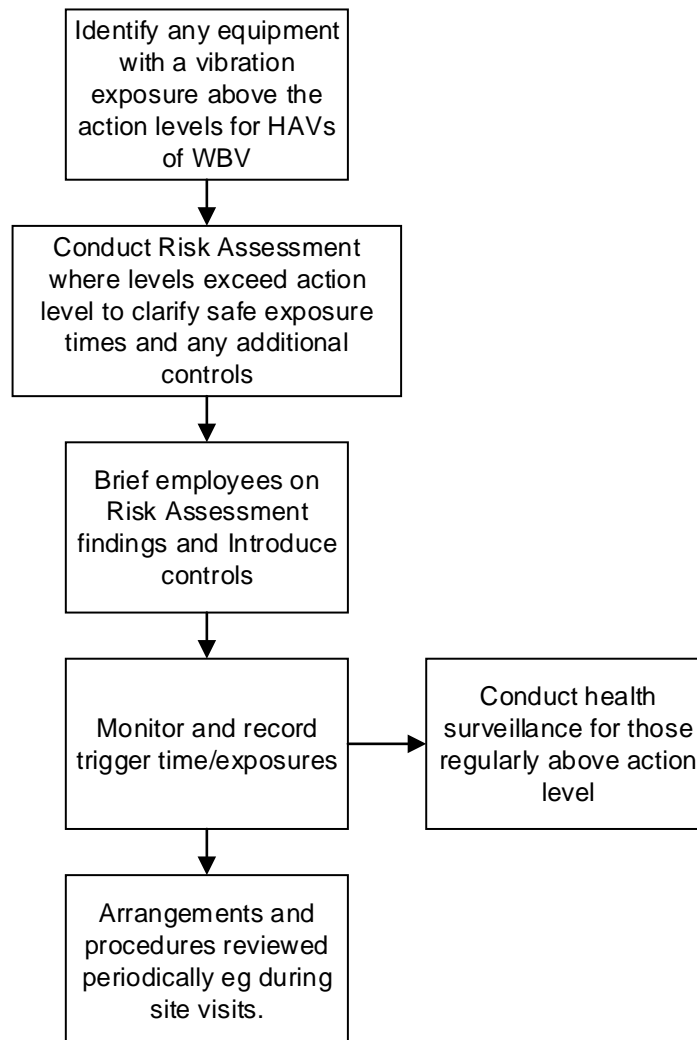 Identify any equipment
with a vibration
exposure above the
action levels for HAVs
of WBV
Conduct Risk Assessment
where levels exceed action
level to clarify safe exposure
times and any additional
controls
Brief employees on
Risk Assessment
findings and Introduce
controls
Monitor and record
trigger time/exposures
Conduct health
surveillance for those
regularly above action
level
Arrangements and
procedures reviewed
periodically eg during
site visits.